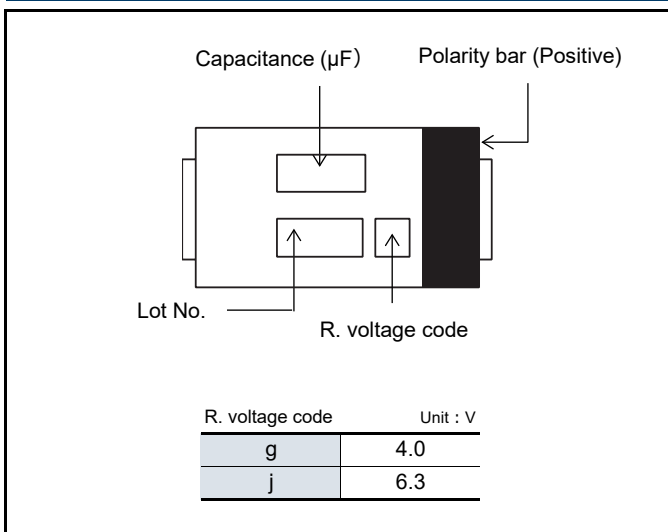 Capacitance (µF）
Polarity bar (Positive)
Lot No.
R. voltage code
R. voltage code Unit：V
g 4.0
j 6.3